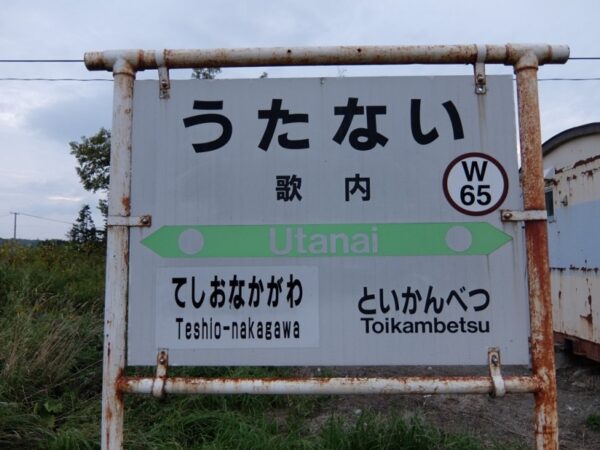 うたない
歌内
W
65
Utanai
てしおなかがわ
Teshio-nakagawa
といかんべつ
Toikambetsu